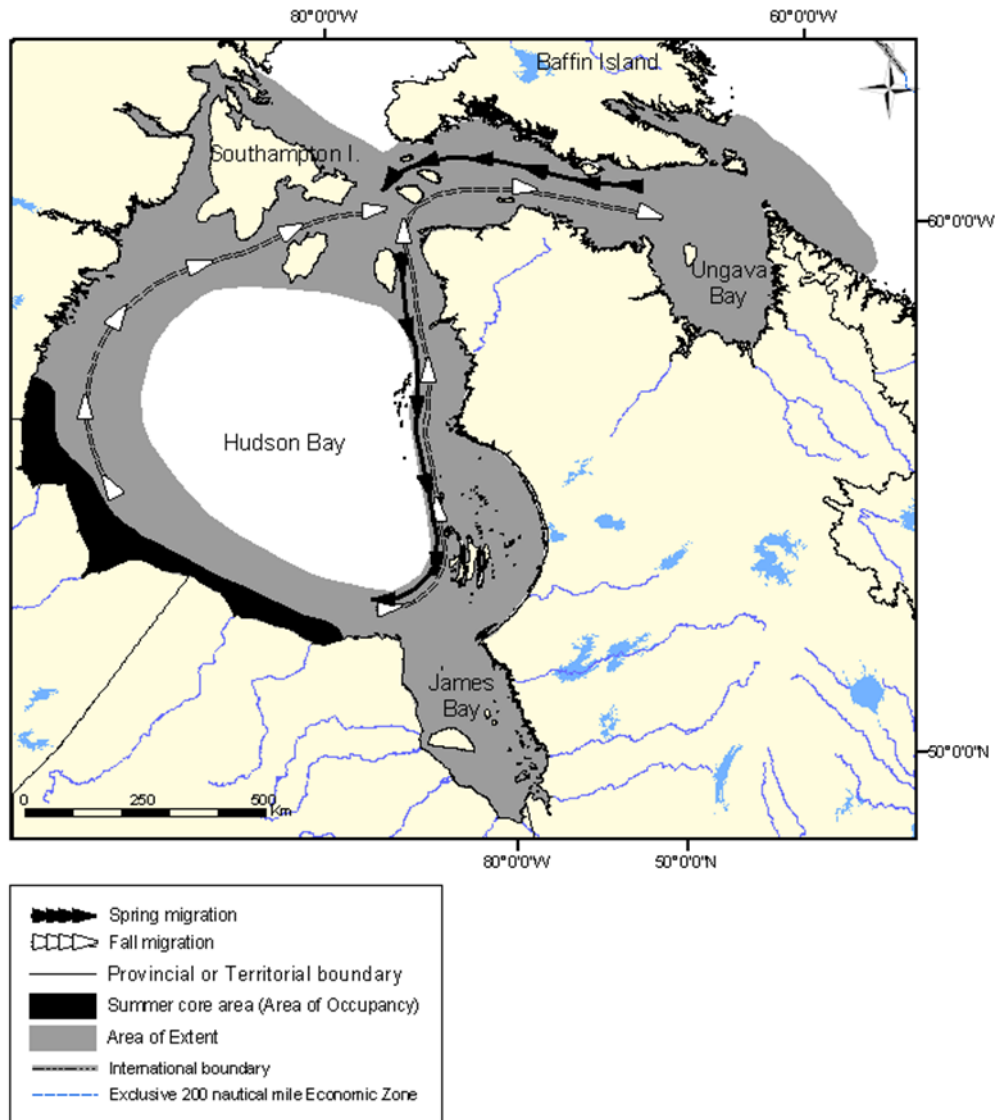 80°0'0"W
60°0'0"W
Baffin Island
Southampton I.
60°0'0"N
Ungava
Bay
Hudson Bay
James
Bay
50°0'0"N
0
250
500
Km
80°0'0"W
50°0'0"N
Spring migration
Fall migration
Provincial or Territorial boundary
Summer core area (Area of Occupancy)
Area of Extent
International boundary
Exclusive 200 nautical mile Economic Zone